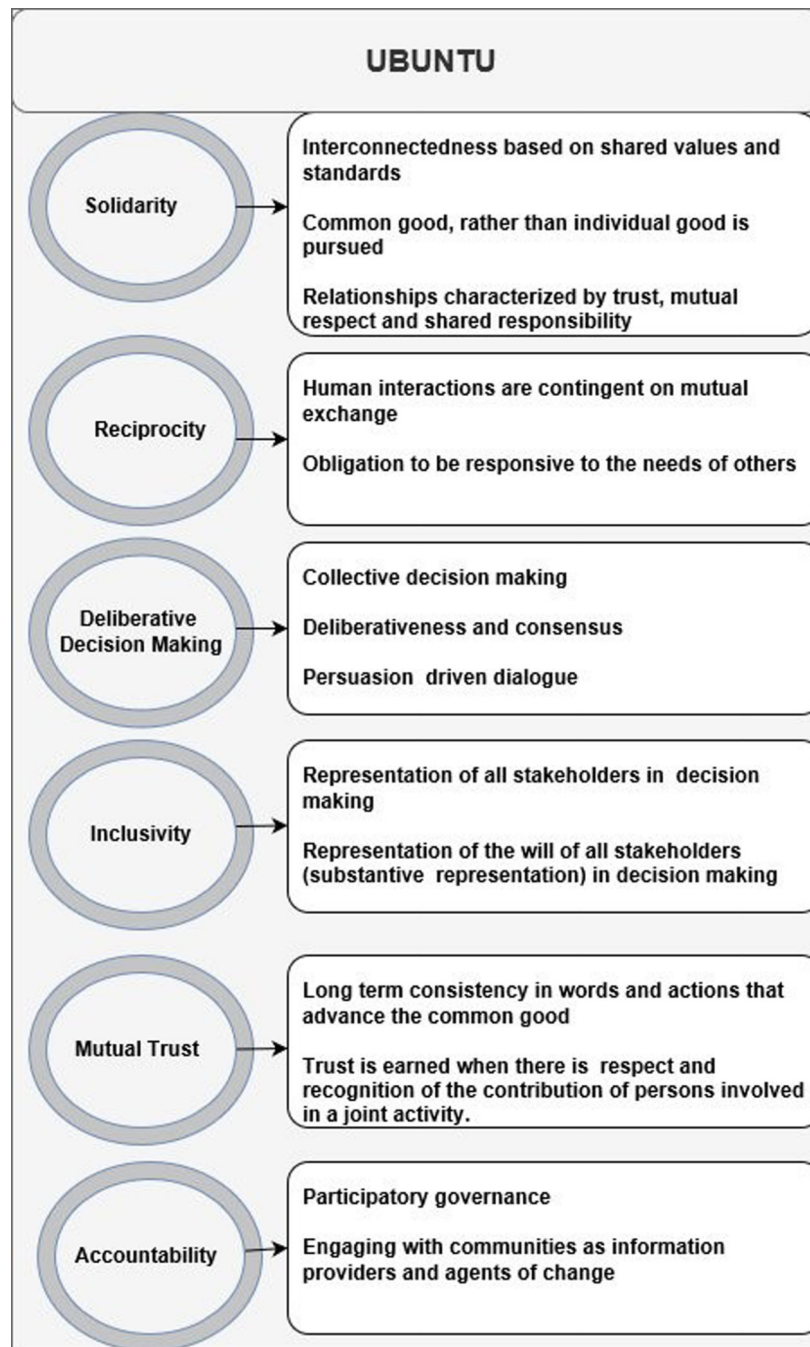 UBUNTU
Solidarity
Interconnectedness based on shared values and
standards
Common good, rather than individual good is
pursued
Relationships characterized by trust, mutual
respect and shared responsibility
Reciprocity
Human interactions are contingent on mutual
exchange
Obligation to be responsive to the needs of others
Deliberative
Decision Making
Collective decision making
Deliberativeness and consensus
Persuasion driven dialogue
Inclusivity
Representation of all stakeholders in decision
making
Representation of the will of all stakeholders
(substantive representation) in decision making
Mutual Trust
Long term consistency in words and actions that
advance the common good
Trust is earned when there is respect and
recognition of the contribution of persons involved
in a joint activity.
Accountability
Participatory governance
Engaging with communities as information
providers and agents of change